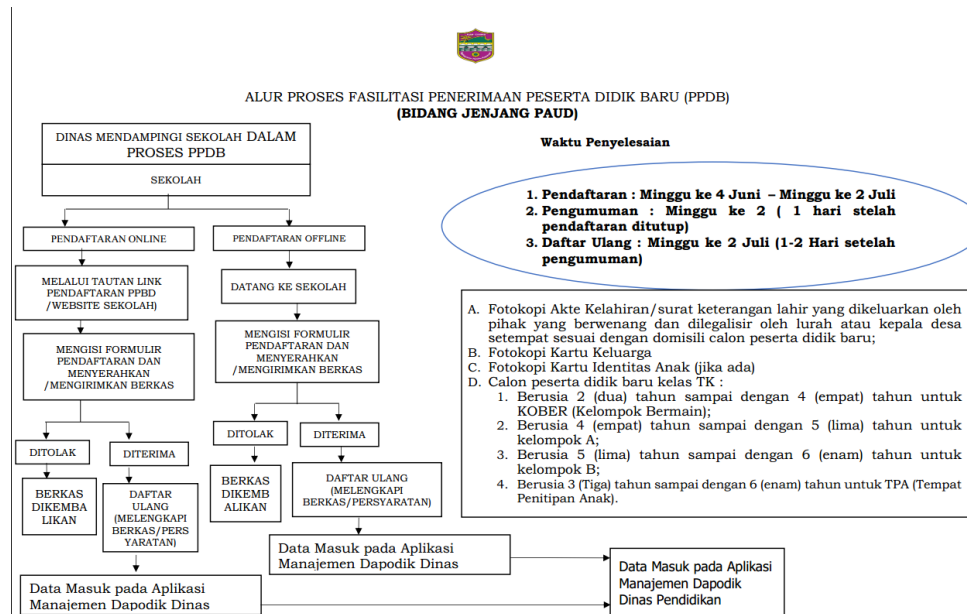 ALUR PROSES FASILITASI PENERIMAAN PESERTA DIDIK BARU (PPDB)
(BIDANG JENJANG PAUD)
DINAS MENDAMPINGI SEKOLAH DALAM
PROSES PPDB
SEKOLAH
PENDAFTARAN ONLINE
PENDAFTARAN OFFLINE
MELALUI TAUTAN LINK
PENDAFTARAN PPBD
/WEBSITE SEKOLAH)
DATANG KE SEKOLAH
MENGISI FORMULIR
PENDAFTARAN DAN
MENYERAHKAN
/MENGIRIMKAN BERKAS
MENGISI FORMULIR
PENDAFTARAN DAN
MENYERAHKAN
/MENGIRIMKAN BERKAS
DITOLAK
DITERIMA
DITOLAK
DITERIMA
BERKAS
DIKEMBA
LIKAN
DAFTAR
ULANG
(MELENGKAPI
BERKAS/PERS
YARATAN)
BERKAS
DIKEMB
ALIKAN
DAFTAR ULANG
(MELENGKAPI
BERKAS/PERSYARATAN)
Data Masuk pada Aplikasi
Manajemen Dapodik Dinas
Data Masuk pada Aplikasi
Manajemen Dapodik Dinas
Data Masuk pada Aplikasi
Manajemen Dapodik
Dinas Pendidikan
Waktu Penyelesaian
1. Pendaftaran : Minggu ke 4 Juni – Minggu ke 2 Juli
2. Pengumuman : Minggu ke 2 ( 1 hari stelah
pendaftaran ditutup)
3. Daftar Ulang : Minggu ke 2 Juli (1-2 Hari setelah
pengumuman)
A. Fotokopi Akte Kelahiran/surat keterangan lahir yang dikeluarkan oleh
pihak yang berwenang dan dilegalisir oleh lurah atau kepala desa
setempat sesuai dengan domisili calon peserta didik baru;
B. Fotokopi Kartu Keluarga
C. Fotokopi Kartu Identitas Anak (jika ada)
D. Calon peserta didik baru kelas TK :
1. Berusia 2 (dua) tahun sampai dengan 4 (empat) tahun untuk
KOBER (Kelompok Bermain);
2. Berusia 4 (empat) tahun sampai dengan 5 (lima) tahun untuk
kelompok A;
3. Berusia 5 (lima) tahun sampai dengan 6 (enam) tahun untuk
kelompok B;
4. Berusia 3 (Tiga) tahun sampai dengan 6 (enam) tahun untuk TPA (Tempat
Penitipan Anak).